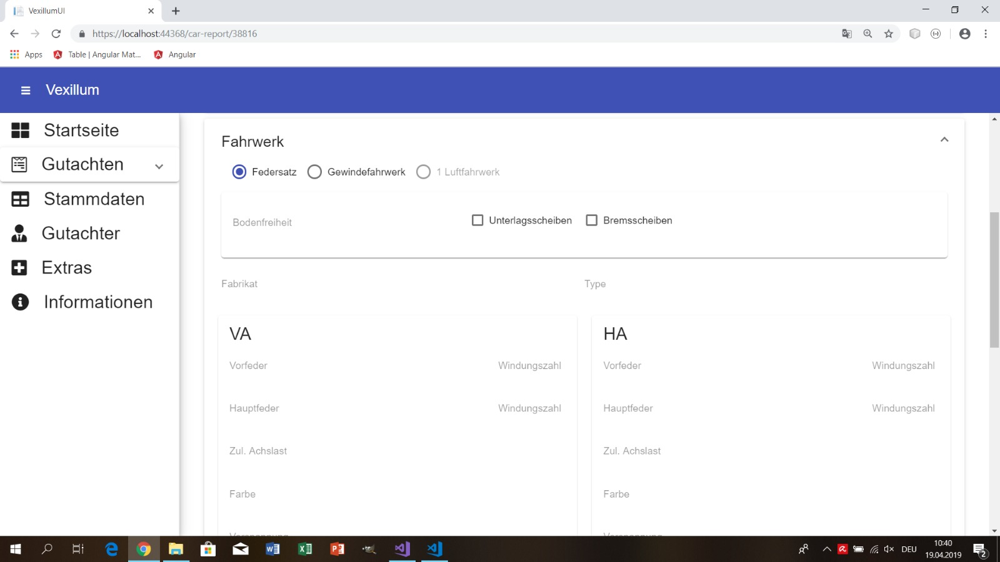 VexillumUI
https://localhost:44368/car-report/38816
Apps
Table | Angular Mat...
Angular
Vexillum
Startseite
Gutachten
Stammdaten
Gutachter
Extras
Informationen
Fahrwerk
Federsatz
Gewindefahrwerk
1 Luftfahrwerk
Bodenfreiheit
Unterlagsscheiben
Bremsscheiben
Fabrikat
Type
VA
Vorfeder
Windungszahl
Hauptfeder
Windungszahl
Zul. Achslast
Farbe
HA
Vorfeder
Windungszahl
Hauptfeder
Windungszahl
Zul. Achslast
Farbe
DEU
10:40
19.04.2019
2